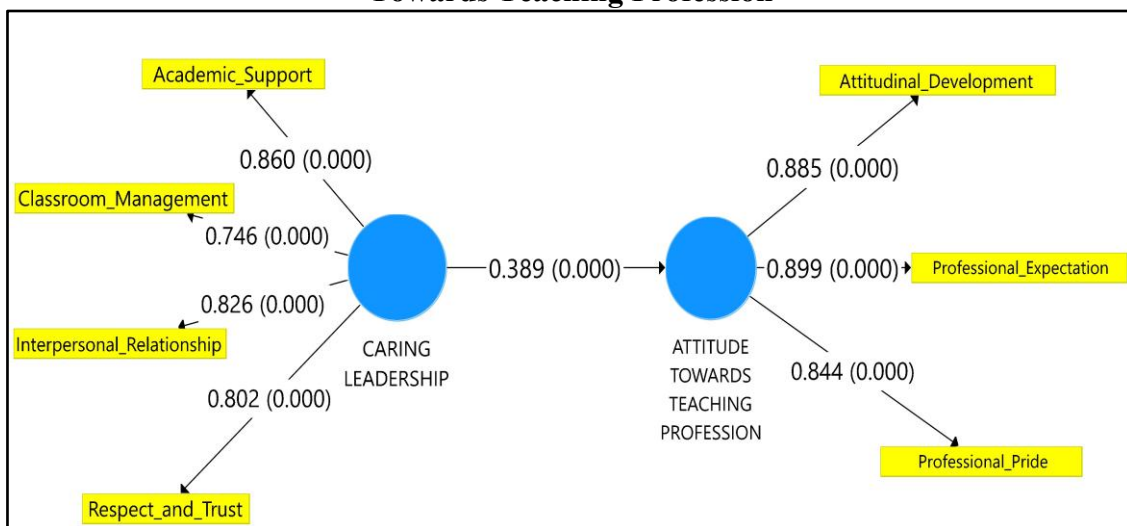 Towards Teaching Profession
Academic_Support
Attitudinal_Development
0.860 (0.000)
0.885 (0.000)
Classroom_Management
0.746 (0.000)
0.389 (0.000)
0.899 (0.000)
Professional_Expectation
0.826 (0.000)
Interpersonal_Relationship
CARING
LEADERSHIP
ATTITUDE
TOWARDS
TEACHING
PROFESSION
0.802 (0.000)
0.844 (0.000)
Professional_Pride
Respect_and_Trust